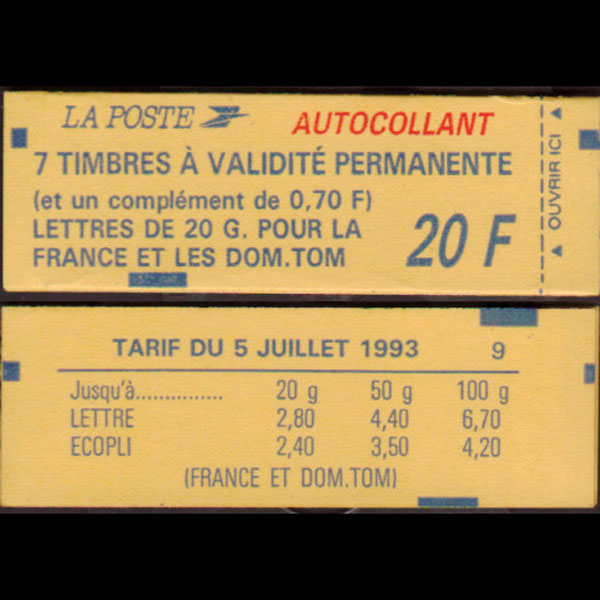 LA POSTE
AUTOCOLLANT
7 TIMBRES À VALIDITÉ PERMANENTE
(et un complément de 0,70 F)
LETTRES DE 20 G. POUR LA
FRANCE ET LES DOM.TOM
20 F
OUVRIR ICI
TARIF DU 5 JUILLET 1993 9
Jusqu'à............... 20 g 50 g 100 g
LETTRE 2,80 4,40 6,70
ECOPLI 2,40 3,50 4,20
(FRANCE ET DOM.TOM)